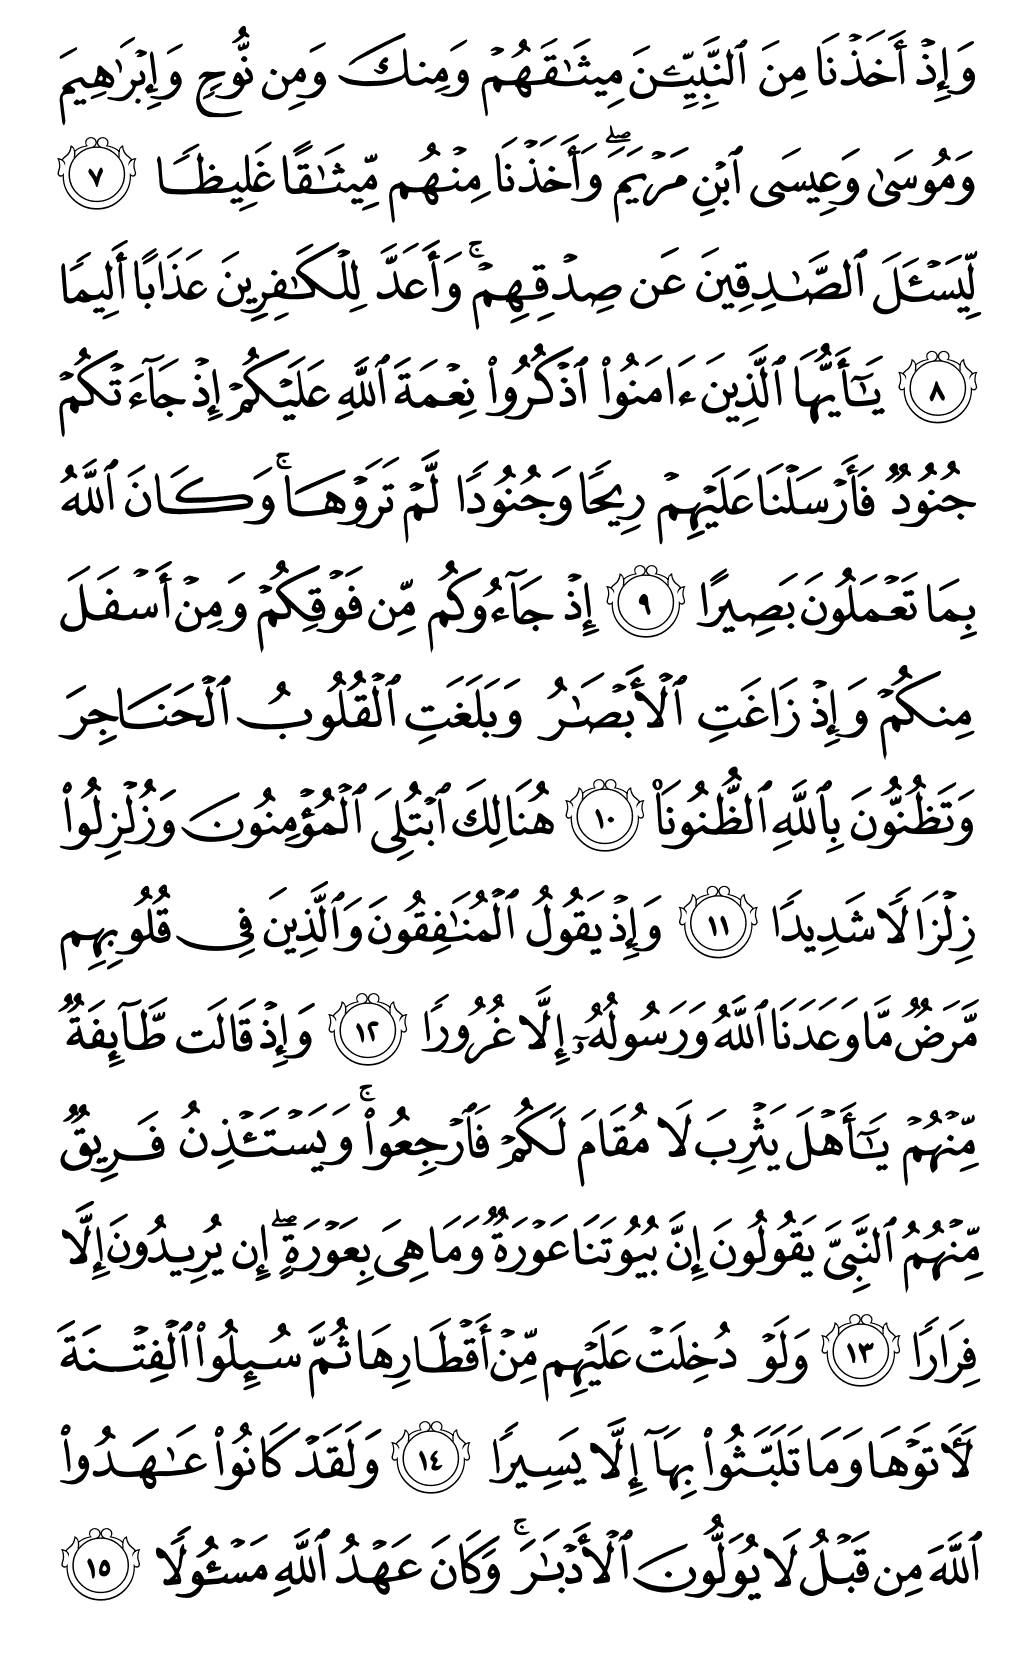 وَإِذْ أَخَذْنَا مِنَ ٱلنَّبِيِّـۧنَ مِيثَـٰقَهُمْ وَمِنكَ وَمِن نُّوحٍ وَإِبْرَٰهِيمَ
وَمُوسَىٰ وَعِيسَى ٱبْنِ مَرْيَمَ ۖ وَأَخَذْنَا مِنْهُم مِّيثَـٰقًا غَلِيظًا ٧
لِّيَسْـَٔلَ ٱلصَّـٰدِقِينَ عَن صِدْقِهِمْ ۚ وَأَعَدَّ لِلْكَـٰفِرِينَ عَذَابًا أَلِيمًا
٨ يَـٰٓأَيُّهَا ٱلَّذِينَ ءَامَنُوا۟ ٱذْكُرُوا۟ نِعْمَةَ ٱللَّهِ عَلَيْكُمْ إِذْ جَآءَتْكُمْ
جُنُودٌ فَأَرْسَلْنَا عَلَيْهِمْ رِيحًا وَجُنُودًا لَّمْ تَرَوْهَا ۚ وَكَانَ ٱللَّهُ
بِمَا تَعْمَلُونَ بَصِيرًا ٩ إِذْ جَآءُوكُم مِّن فَوْقِكُمْ وَمِنْ أَسْفَلَ
مِنكُمْ وَإِذْ زَاغَتِ ٱلْأَبْصَـٰرُ وَبَلَغَتِ ٱلْقُلُوبُ ٱلْحَنَاجِرَ
وَتَظُنُّونَ بِٱللَّهِ ٱلظُّنُونَا۠ ١٠ هُنَالِكَ ٱبْتُلِىَ ٱلْمُؤْمِنُونَ وَزُلْزِلُوا۟
زِلْزَالًا شَدِيدًا ١١ وَإِذْ يَقُولُ ٱلْمُنَـٰفِقُونَ وَٱلَّذِينَ فِى قُلُوبِهِم
مَّرَضٌ مَّا وَعَدَنَا ٱللَّهُ وَرَسُولُهُۥٓ إِلَّا غُرُورًا ١٢ وَإِذْ قَالَت طَّآئِفَةٌ
مِّنْهُمْ يَـٰٓأَهْلَ يَثْرِبَ لَا مُقَامَ لَكُمْ فَٱرْجِعُوا۟ ۚ وَيَسْتَـْٔذِنُ فَرِيقٌ
مِّنْهُمُ ٱلنَّبِىَّ يَقُولُونَ إِنَّ بُيُوتَنَا عَوْرَةٌ وَمَا هِىَ بِعَوْرَةٍ ۖ إِن يُرِيدُونَ إِلَّا
فِرَارًا ١٣ وَلَوْ دُخِلَتْ عَلَيْهِم مِّنْ أَقْطَارِهَا ثُمَّ سُئِلُوا۟ ٱلْفِتْنَةَ
لَـَٔاتَوْهَا وَمَا تَلَبَّثُوا۟ بِهَآ إِلَّا يَسِيرًا ١٤ وَلَقَدْ كَانُوا۟ عَـٰهَدُوا۟
ٱللَّهَ مِن قَبْلُ لَا يُوَلُّونَ ٱلْأَدْبَـٰرَ ۚ وَكَانَ عَهْدُ ٱللَّهِ مَسْـُٔولًا ١٥